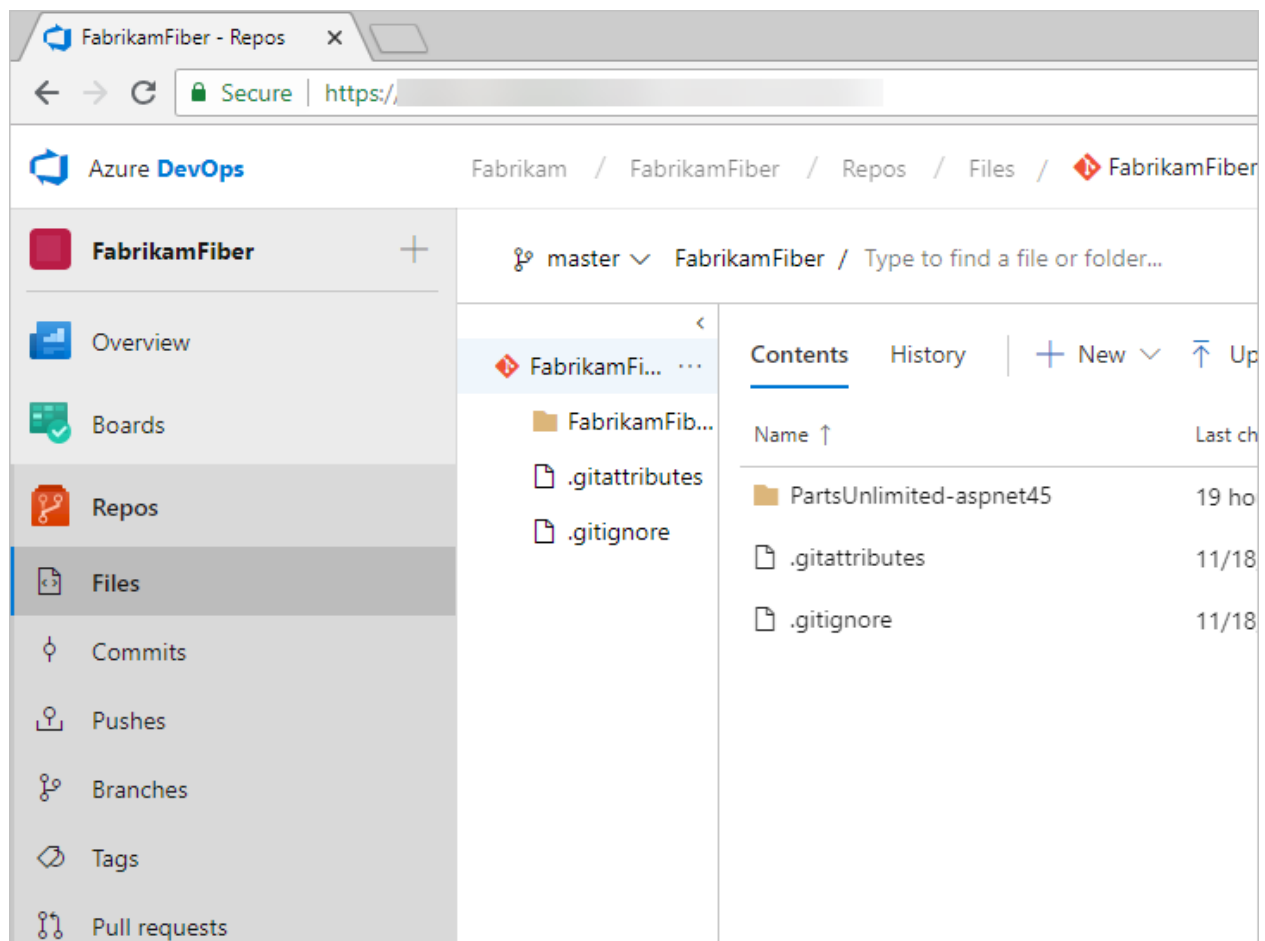 FabrikamFiber - Repos
Secure | https://
Azure DevOps
Fabrikam / FabrikamFiber / Repos / Files / FabrikamFiber
FabrikamFiber
master FabrikamFiber / Type to find a file or folder...
Overview
Boards
Repos
Files
Commits
Pushes
Branches
Tags
Pull requests
FabrikamFi... ...
FabrikamFib...
.gitattributes
.gitignore
Contents History + New Up
Name ↑ Last ch
PartsUnlimited-aspnet45 19 ho
.gitattributes 11/18
.gitignore 11/18